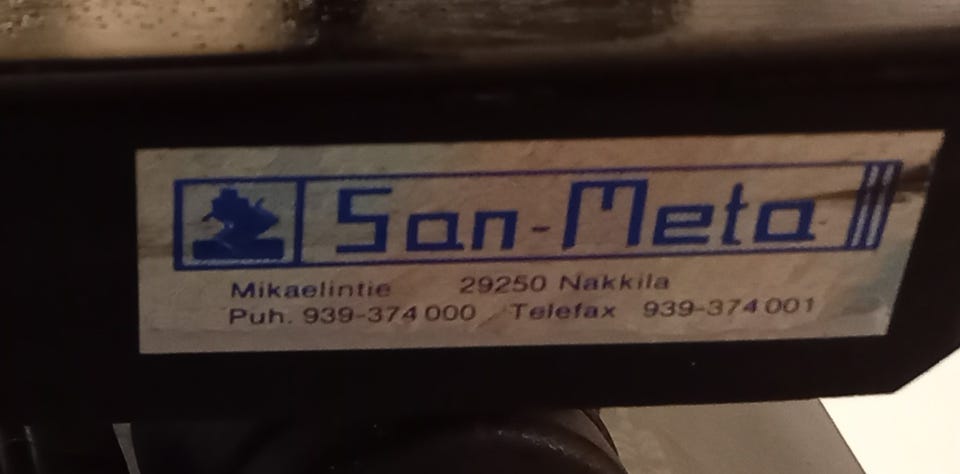 San-Meta
Mikaelintie 29250 Nakkila
Puh. 939-374 000 Telefax 939-374 001